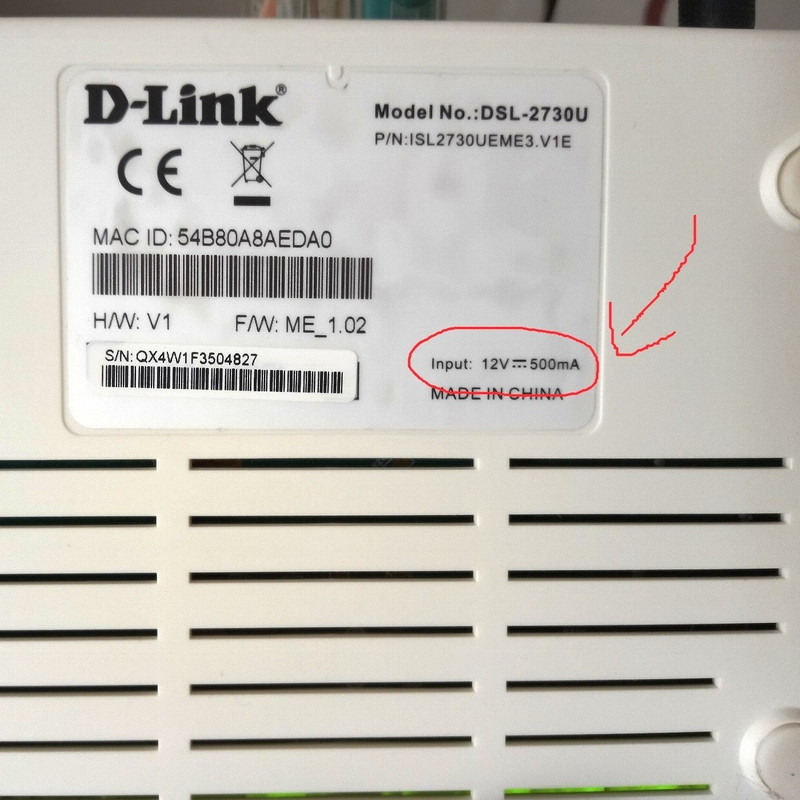 D-Link®
Model No.:DSL-2730U
P/N:ISL2730UEME3.V1E
CE
MAC ID: 54B80A8AEDA0
H/W: V1 F/W: ME_1.02
S/N: QX4W1F3504827
Input: 12V⎓500mA
MADE IN CHINA